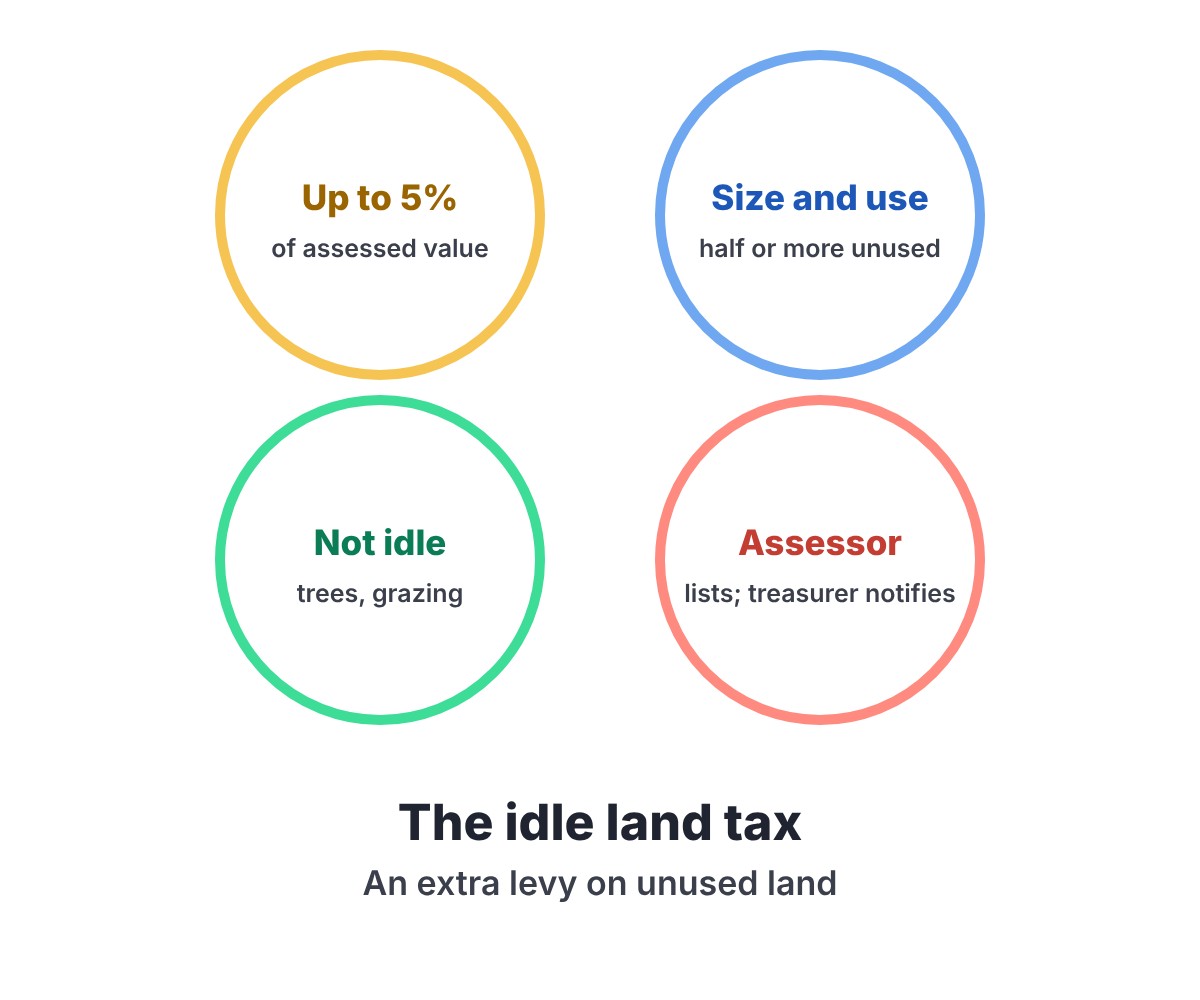 Up to 5%
of assessed value
Size and use
half or more unused
Not idle
trees, grazing
Assessor
lists; treasurer notifies
The idle land tax
An extra levy on unused land